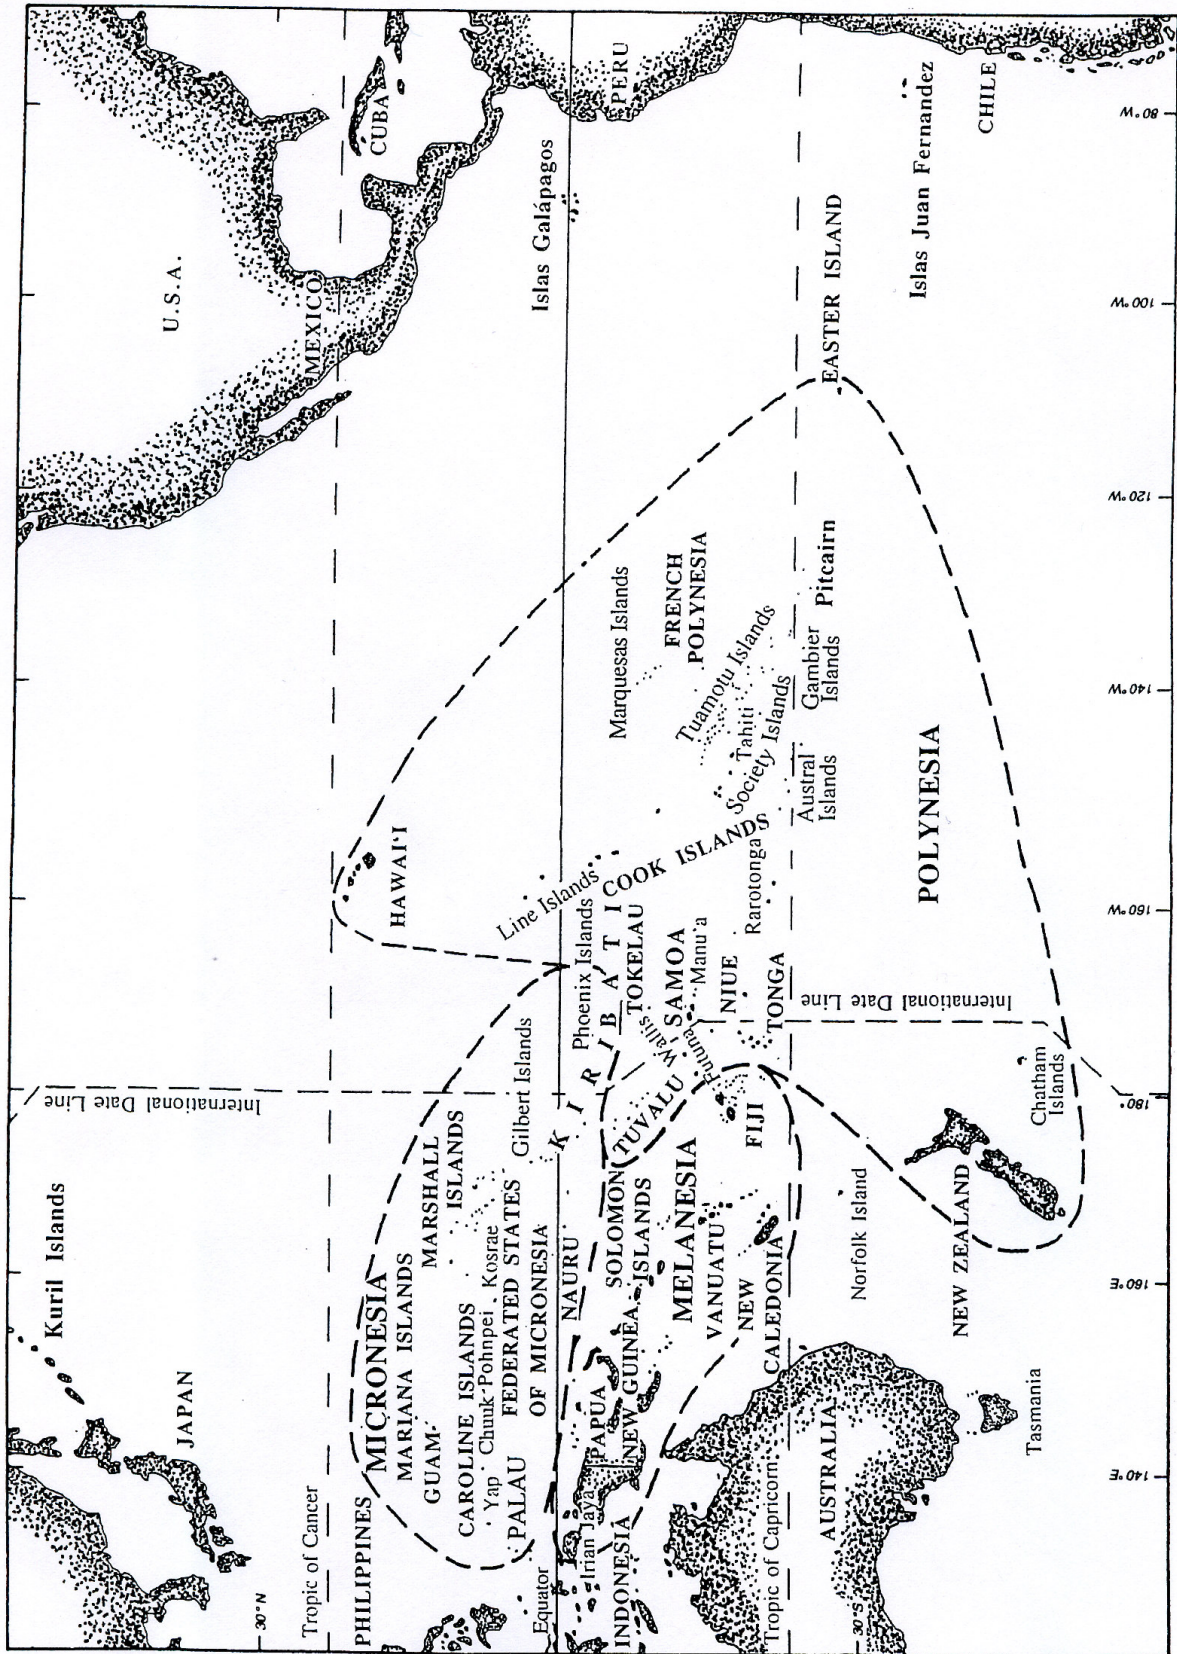 U.S.A.
MEXICO
CUBA
PERU
CHILE
Islas Galápagos
Islas Juan Fernandez
EASTER ISLAND
Kuril Islands
JAPAN
30°N
Tropic of Cancer
PHILIPPINES
International Date Line
HAWAI'I
MICRONESIA
MARIANA ISLANDS
GUAM
MARSHALL
ISLANDS
CAROLINE ISLANDS
Yap
Chuuk
Pohnpei
Kosrae
PALAU
FEDERATED STATES
OF MICRONESIA
Gilbert Islands
NAURU
Equator
KIRIBATI
Line Islands
Phoenix Islands
TOKELAU
COOK ISLANDS
Marquesas Islands
FRENCH
POLYNESIA
Tuamotu Islands
Tahiti
Society Islands
Gambier
Islands
Pitcairn
Austral
Islands
Rarotonga
SAMOA
Manu'a
Wallis
Futuna
NIUE
TONGA
TUVALU
FIJI
INDONESIA
Irian Jaya
PAPUA
NEW GUINEA
SOLOMON
ISLANDS
MELANESIA
VANUATU
NEW
CALEDONIA
Tropic of Capricorn
AUSTRALIA
30°S
Norfolk Island
NEW ZEALAND
Tasmania
Chatham
Islands
International Date Line
POLYNESIA
140°E
160°E
180°
160°W
140°W
120°W
100°W
80°W